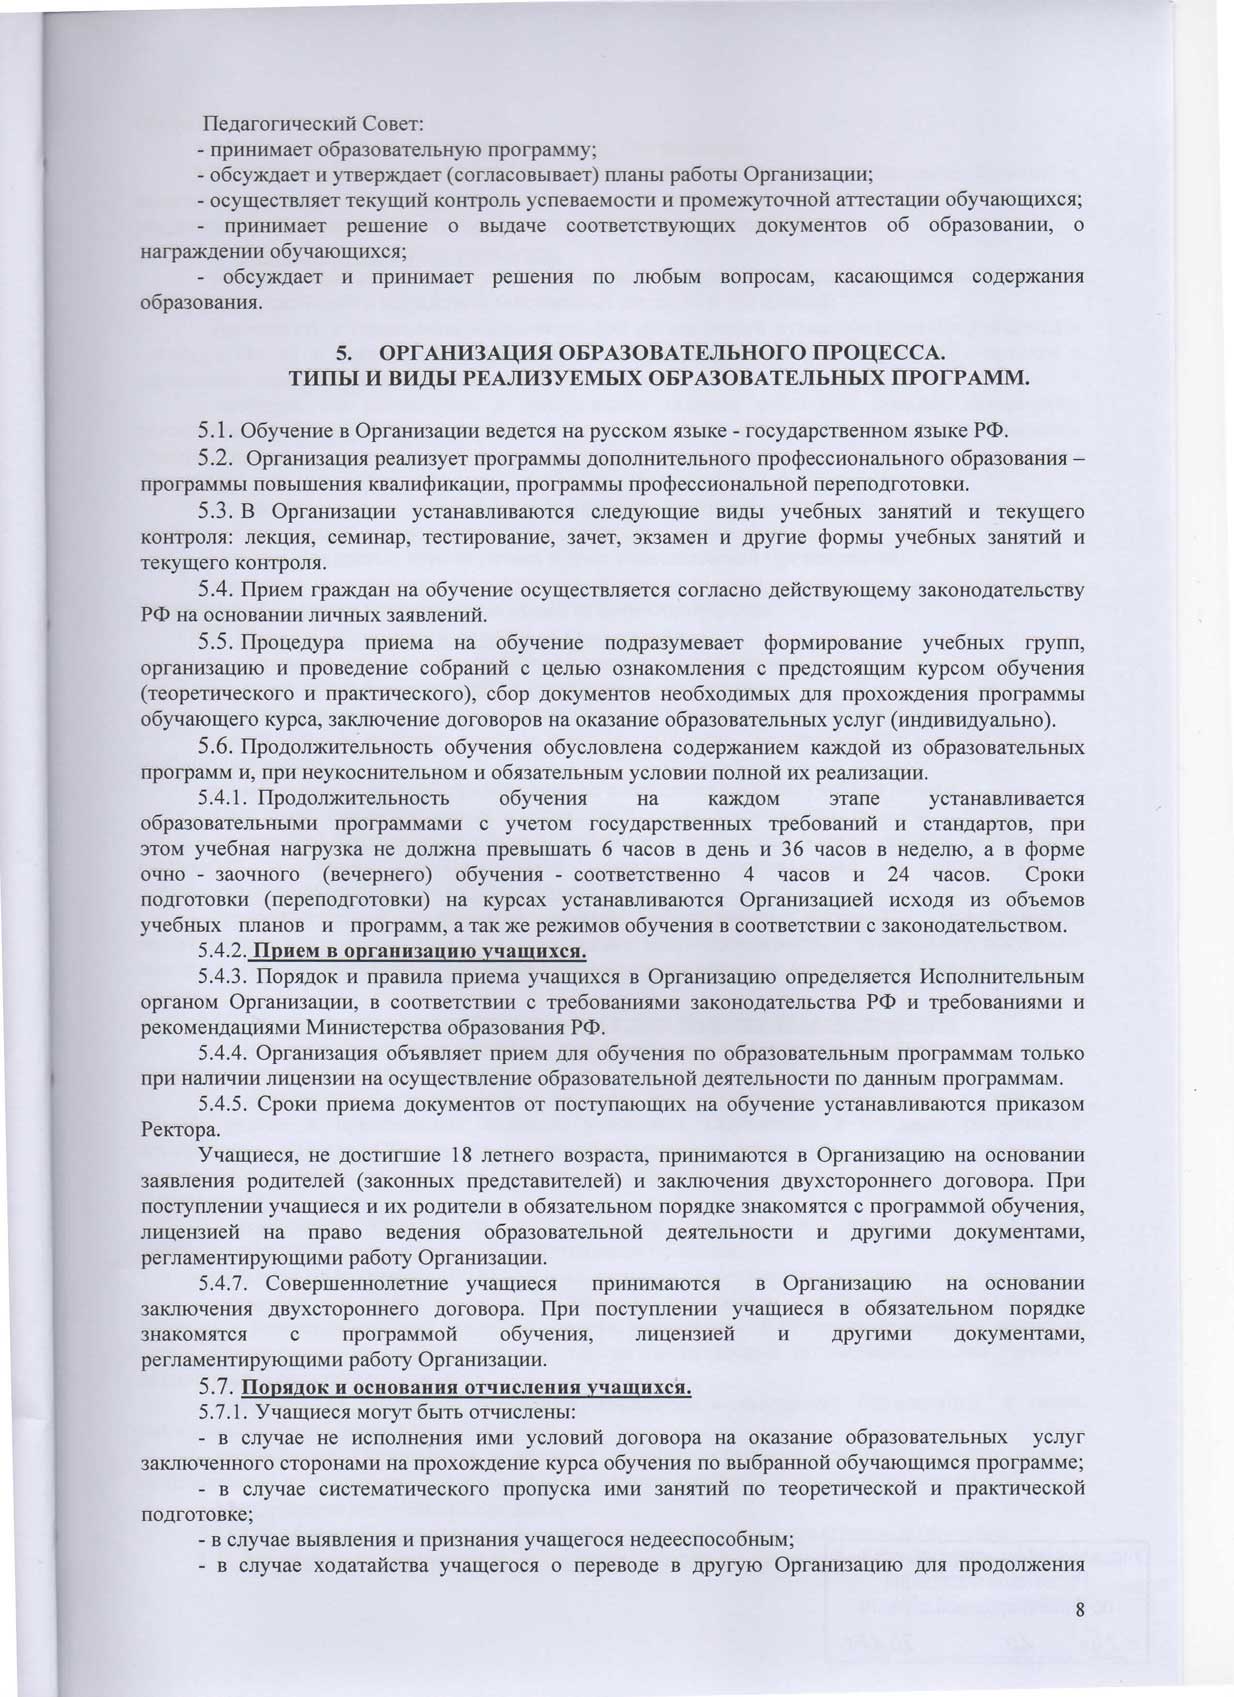 Педагогический Совет:
- принимает образовательную программу;
- обсуждает и утверждает (согласовывает) планы работы Организации;
- осуществляет текущий контроль успеваемости и промежуточной аттестации обучающихся;
- принимает решение о выдаче соответствующих документов об образовании, о
награждении обучающихся;
- обсуждает и принимает решения по любым вопросам, касающимся содержания
образования.
5. ОРГАНИЗАЦИЯ ОБРАЗОВАТЕЛЬНОГО ПРОЦЕССА.
ТИПЫ И ВИДЫ РЕАЛИЗУЕМЫХ ОБРАЗОВАТЕЛЬНЫХ ПРОГРАММ.
5.1. Обучение в Организации ведется на русском языке - государственном языке РФ.
5.2. Организация реализует программы дополнительного профессионального образования –
программы повышения квалификации, программы профессиональной переподготовки.
5.3. В Организации устанавливаются следующие виды учебных занятий и текущего
контроля: лекция, семинар, тестирование, зачет, экзамен и другие формы учебных занятий и
текущего контроля.
5.4. Прием граждан на обучение осуществляется согласно действующему законодательству
РФ на основании личных заявлений.
5.5. Процедура приема на обучение подразумевает формирование учебных групп,
организацию и проведение собраний с целью ознакомления с предстоящим курсом обучения
(теоретического и практического), сбор документов необходимых для прохождения программы
обучающего курса, заключение договоров на оказание образовательных услуг (индивидуально).
5.6. Продолжительность обучения обусловлена содержанием каждой из образовательных
программ и, при неукоснительном и обязательным условии полной их реализации.
5.4.1. Продолжительность обучения на каждом этапе устанавливается
образовательными программами с учетом государственных требований и стандартов, при
этом учебная нагрузка не должна превышать 6 часов в день и 36 часов в неделю, а в форме
очно - заочного (вечернего) обучения - соответственно 4 часов и 24 часов. Сроки
подготовки (переподготовки) на курсах устанавливаются Организацией исходя из объемов
учебных планов и программ, а так же режимов обучения в соответствии с законодательством.
5.4.2. Прием в организацию учащихся.
5.4.3. Порядок и правила приема учащихся в Организацию определяется Исполнительным
органом Организации, в соответствии с требованиями законодательства РФ и требованиями и
рекомендациями Министерства образования РФ.
5.4.4. Организация объявляет прием для обучения по образовательным программам только
при наличии лицензии на осуществление образовательной деятельности по данным программам.
5.4.5. Сроки приема документов от поступающих на обучение устанавливаются приказом
Ректора.
Учащиеся, не достигшие 18 летнего возраста, принимаются в Организацию на основании
заявления родителей (законных представителей) и заключения двухстороннего договора. При
поступлении учащиеся и их родители в обязательном порядке знакомятся с программой обучения,
лицензией на право ведения образовательной деятельности и другими документами,
регламентирующими работу Организации.
5.4.7. Совершеннолетние учащиеся принимаются в Организацию на основании
заключения двухстороннего договора. При поступлении учащиеся в обязательном порядке
знакомятся с программой обучения, лицензией и другими документами,
регламентирующими работу Организации.
5.7. Порядок и основания отчисления учащихся.
5.7.1. Учащиеся могут быть отчислены:
- в случае не исполнения ими условий договора на оказание образовательных услуг
заключенного сторонами на прохождение курса обучения по выбранной обучающимся программе;
- в случае систематического пропуска ими занятий по теоретической и практической
подготовке;
- в случае выявления и признания учащегося недееспособным;
- в случае ходатайства учащегося о переводе в другую Организацию для продолжения
8